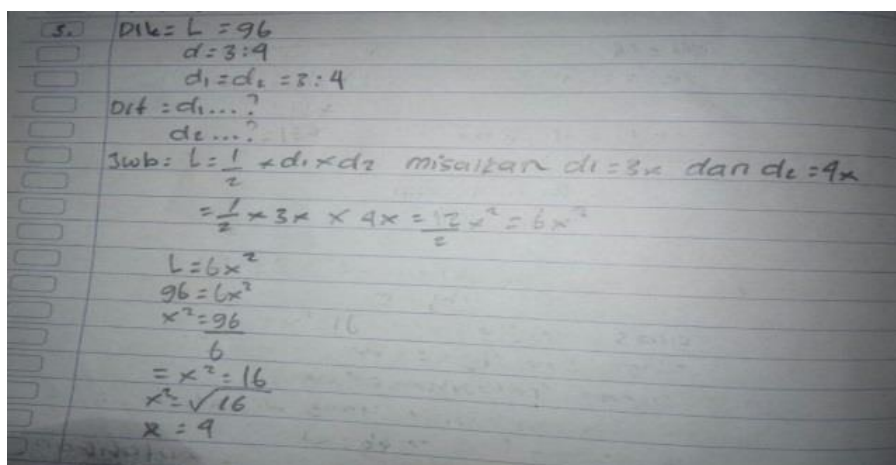 5. Dik = L = 96
d = 3:4
d₁ = d₂ = 3:4
Dit = d₁...?
d₂...?
Jwb = L = 1/2 × d₁ × d₂ misalkan d₁ = 3x dan d₂ = 4x
= 1/2 × 3x × 4x = 12/2 x² = 6x²
L = 6x²
96 = 6x²
x² = 96/6
= x² = 16
x² = √16
x = 4